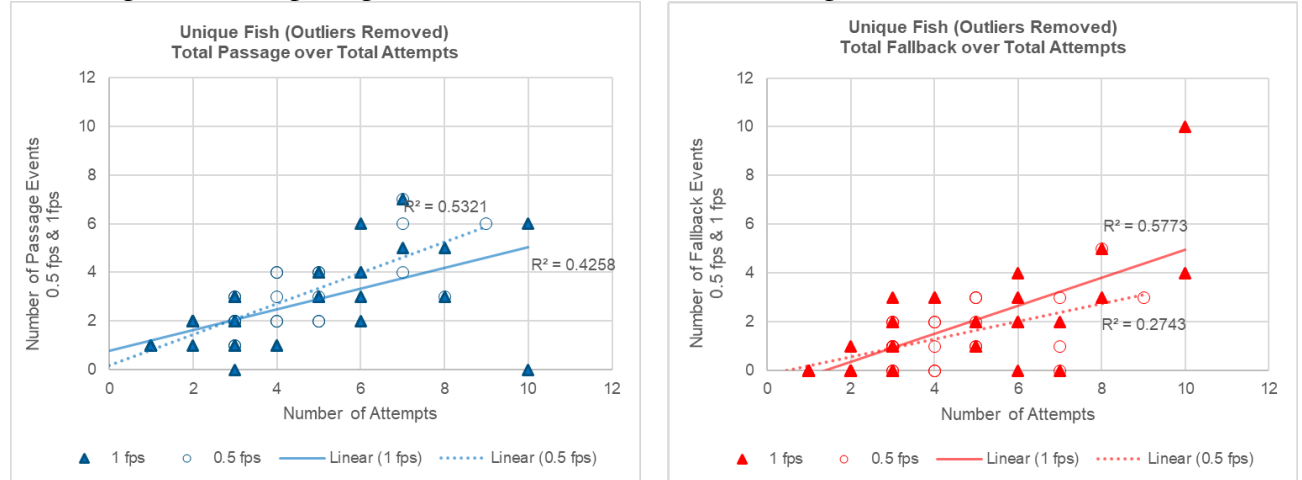 Unique Fish (Outliers Removed)
Total Passage over Total Attempts
12
10
8
6
4
2
0
0 2 4 6 8 10 12
Number of Passage Events
0.5 fps & 1fps
R² = 0.5321
R² = 0.4258
Number of Attempts
1 fps 0.5 fps Linear (1 fps) Linear (0.5 fps)
Unique Fish (Outliers Removed)
Total Fallback over Total Attempts
12
10
8
6
4
2
0
0 2 4 6 8 10 12
Number of Fallback Events
0.5 fps & 1 fps
R² = 0.5773
R² = 0.2743
Number of Attempts
1 fps 0.5 fps Linear (1 fps) Linear (0.5 fps)